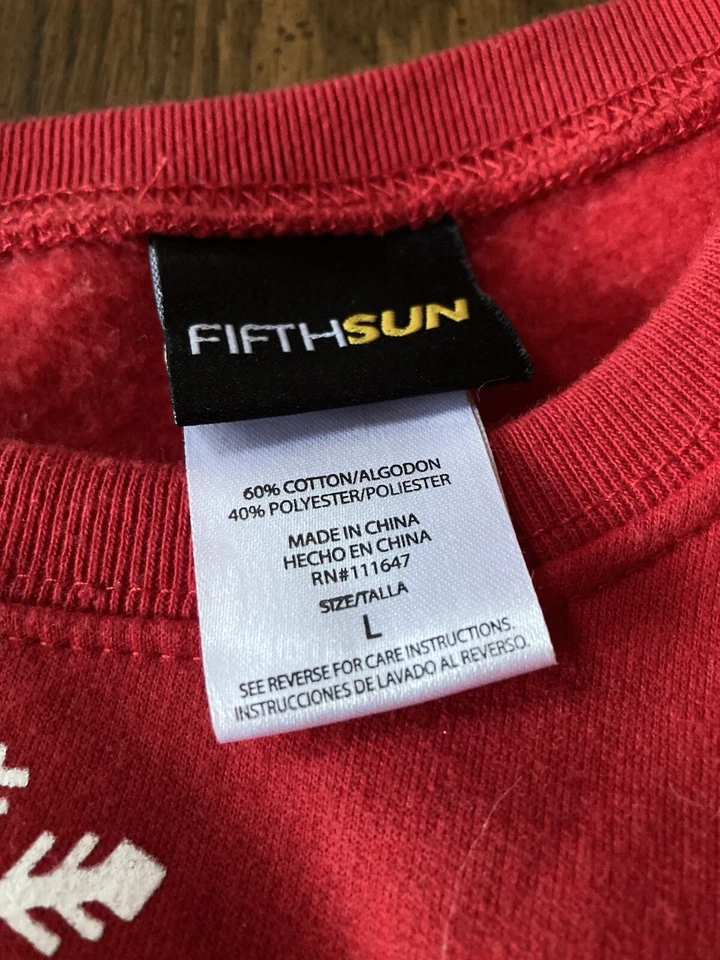 FIFTHSUN
60% COTTON/ALGODON
40% POLYESTER/POLIESTER
MADE IN CHINA
HECHO EN CHINA
RN#111647
SIZE/TALLA
L
SEE REVERSE FOR CARE INSTRUCTIONS.
INSTRUCCIONES DE LAVADO AL REVERSO.